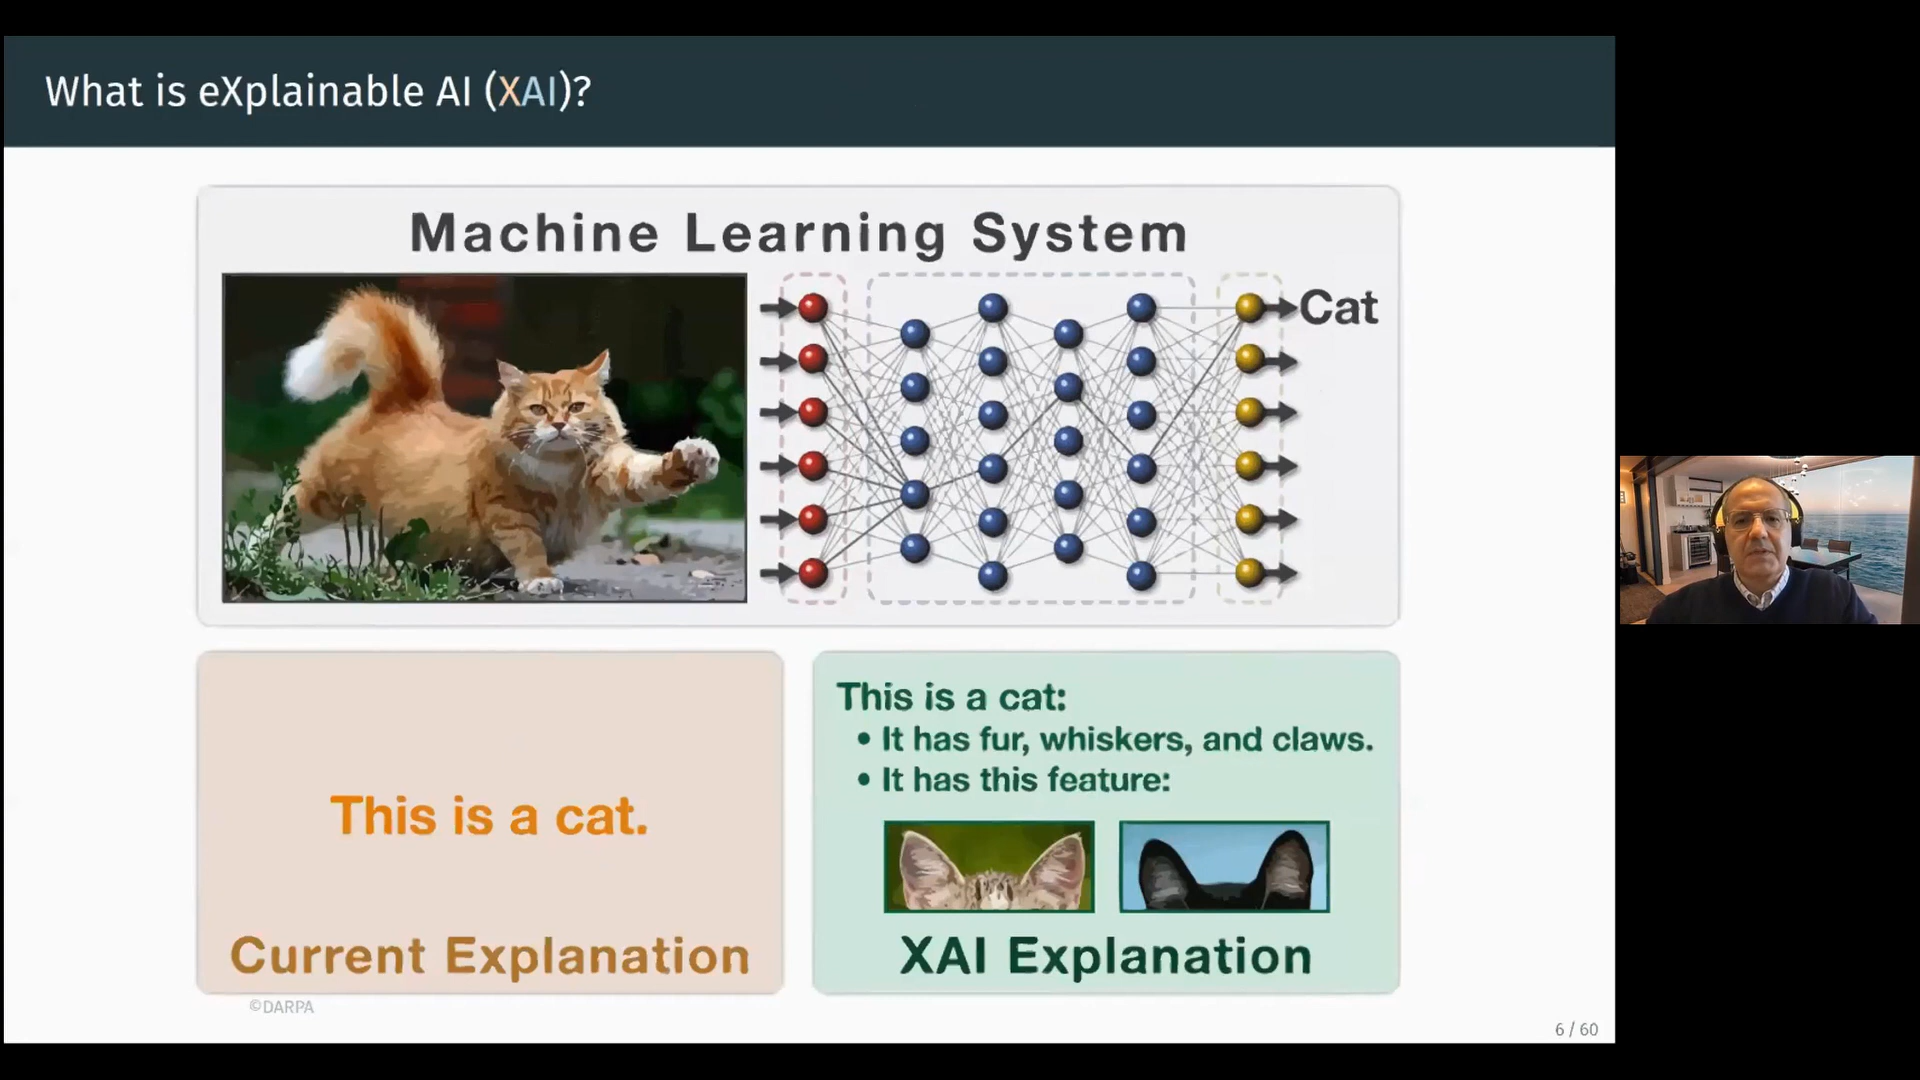 What is eXplainable AI (XAI)?
Machine Learning System
Cat
This is a cat.
Current Explanation
This is a cat:
• It has fur, whiskers, and claws.
• It has this feature:
XAI Explanation
©DARPA
6 / 60